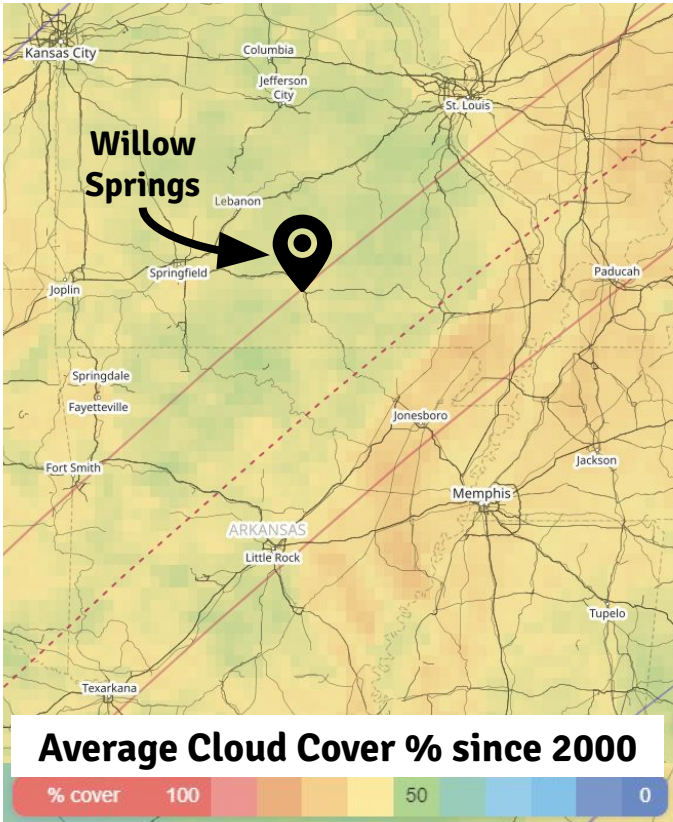 Kansas City
Columbia
Jefferson
City
St. Louis
Willow
Springs
Lebanon
Springfield
Paducah
Joplin
Springdale
Fayetteville
Jonesboro
Fort Smith
Jackson
Memphis
ARKANSAS
Little Rock
Tupelo
Texarkana
Average Cloud Cover % since 2000
% cover 100 50 0